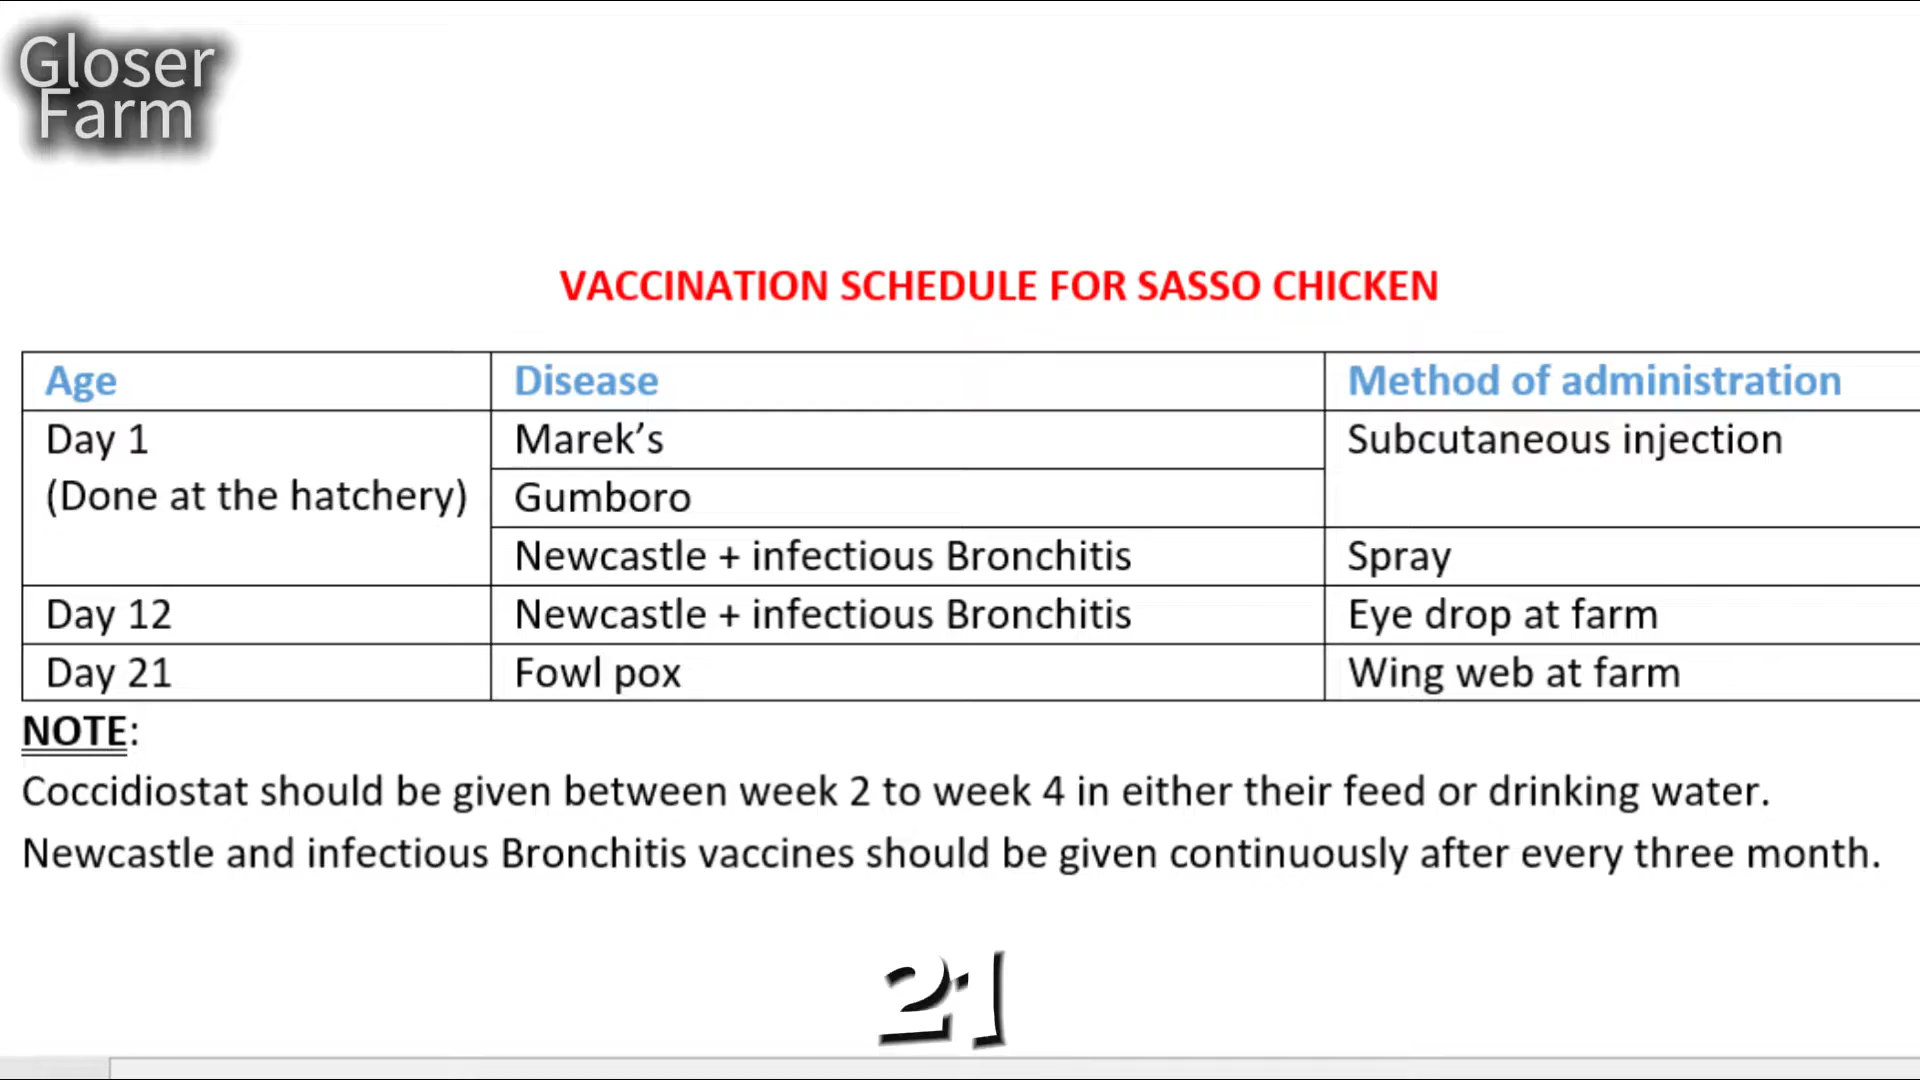 Gloser
Farm
VACCINATION SCHEDULE FOR SASSO CHICKEN
Age Disease Method of administration
Day 1 Marek's Subcutaneous injection
(Done at the hatchery) Gumboro
Newcastle + infectious Bronchitis Spray
Day 12 Newcastle + infectious Bronchitis Eye drop at farm
Day 21 Fowl pox Wing web at farm
NOTE:
Coccidiostat should be given between week 2 to week 4 in either their feed or drinking water.
Newcastle and infectious Bronchitis vaccines should be given continuously after every three month.
21